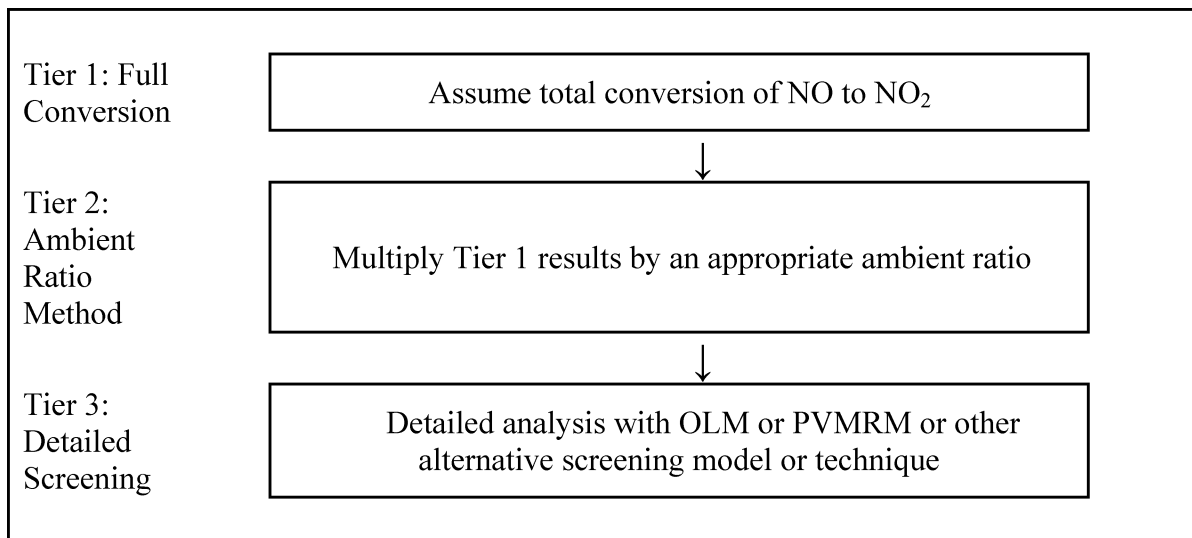 Tier 1: Full
Conversion
Assume total conversion of NO to NO₂
↓
Tier 2:
Ambient
Ratio
Method
Multiply Tier 1 results by an appropriate ambient ratio
↓
Tier 3:
Detailed
Screening
Detailed analysis with OLM or PVMRM or other
alternative screening model or technique